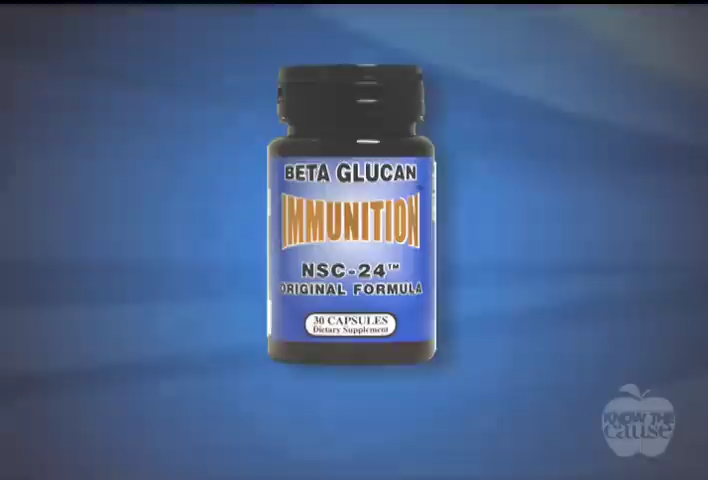 BETA GLUCAN
IMMUNITION
NSC-24™
ORIGINAL FORMULA
30 CAPSULES
Dietary Supplement
KNOW THE
cause